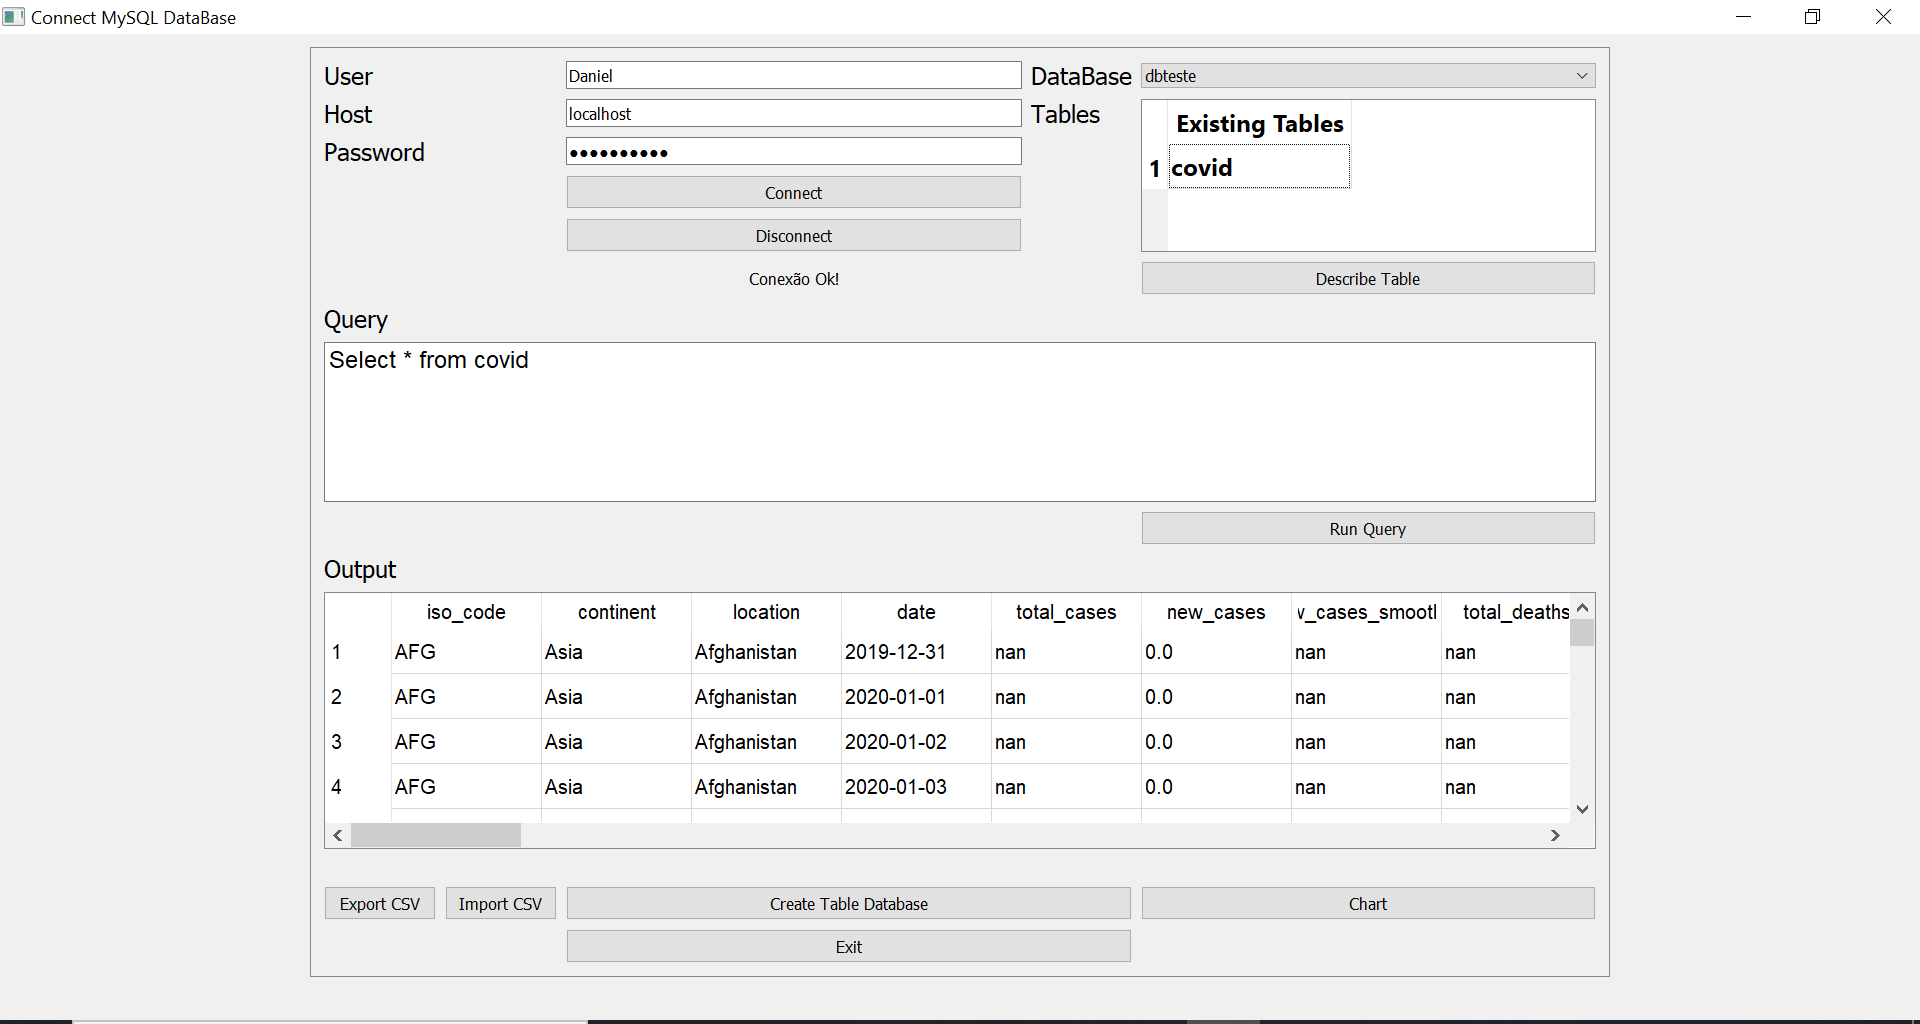 Connect MySQL DataBase
User Daniel DataBase dbteste
Host localhost Tables
Existing Tables
1 covid
Password ●●●●●●●●●●
Connect
Disconnect
Conexão Ok!
Describe Table
Query
Select * from covid
Run Query
Output
iso_code continent location date total_cases new_cases v_cases_smootl total_deaths
1 AFG Asia Afghanistan 2019-12-31 nan 0.0 nan nan
2 AFG Asia Afghanistan 2020-01-01 nan 0.0 nan nan
3 AFG Asia Afghanistan 2020-01-02 nan 0.0 nan nan
4 AFG Asia Afghanistan 2020-01-03 nan 0.0 nan nan
Export CSV Import CSV Create Table Database Chart
Exit